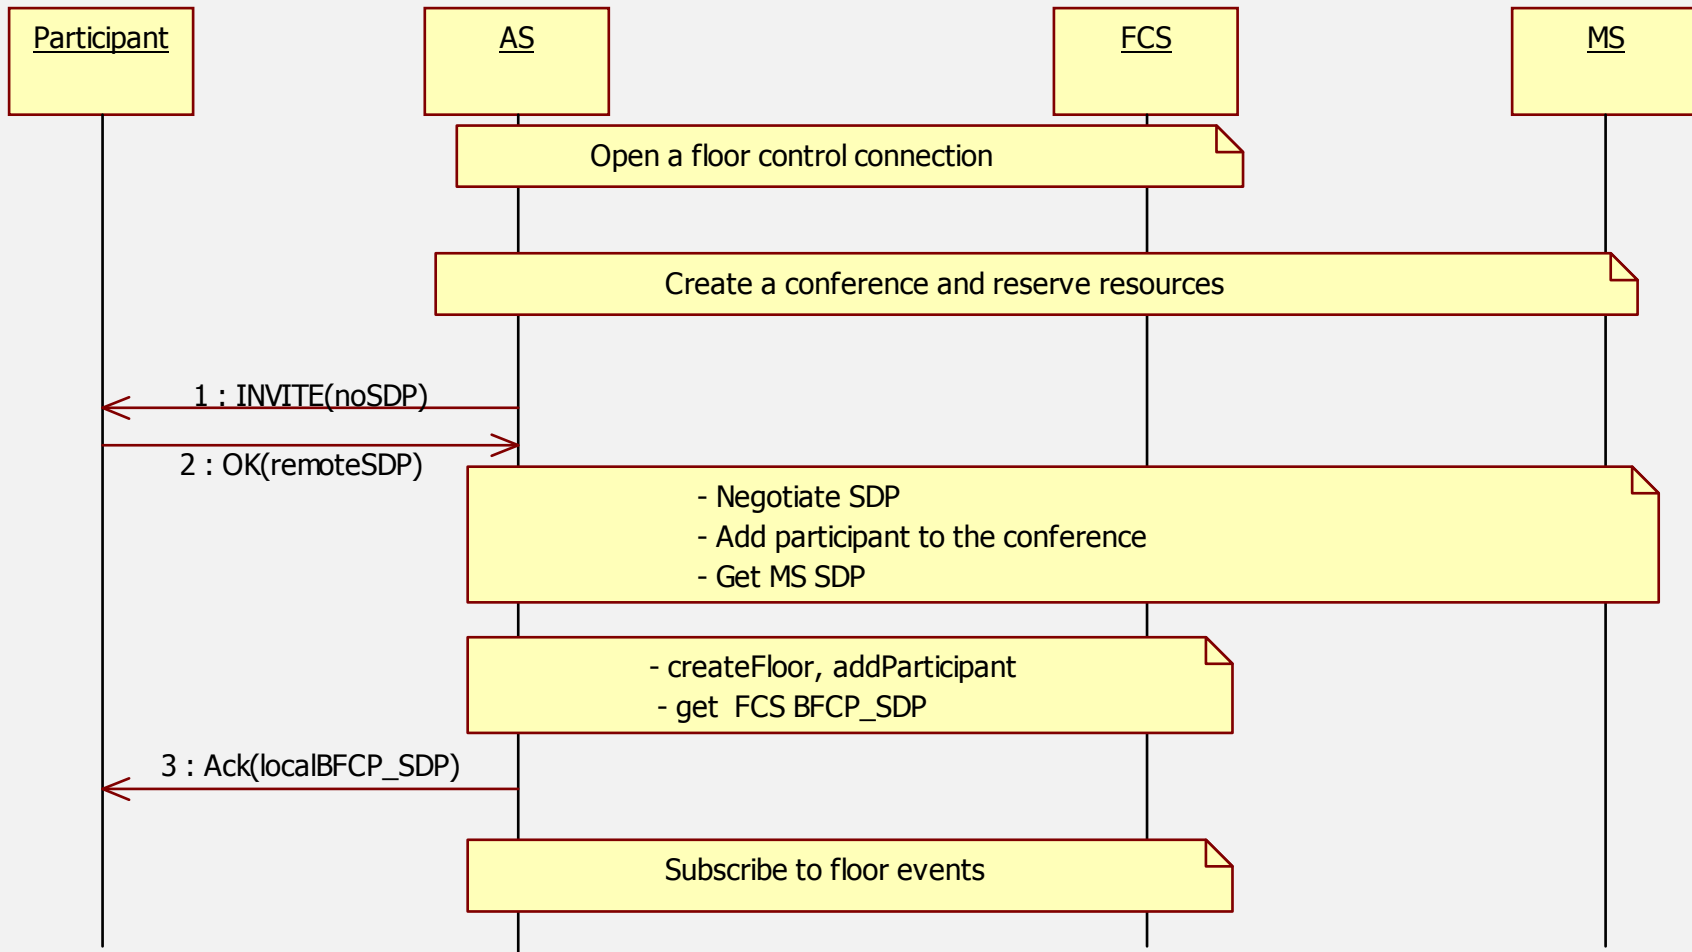 Participant
AS
FCS
MS
Open a floor control connection
Create a conference and reserve resources
1 : INVITE(noSDP)
2 : OK(remoteSDP)
- Negotiate SDP
- Add participant to the conference
- Get MS SDP
- createFloor, addParticipant
- get  FCS BFCP_SDP
3 : Ack(localBFCP_SDP)
Subscribe to floor events